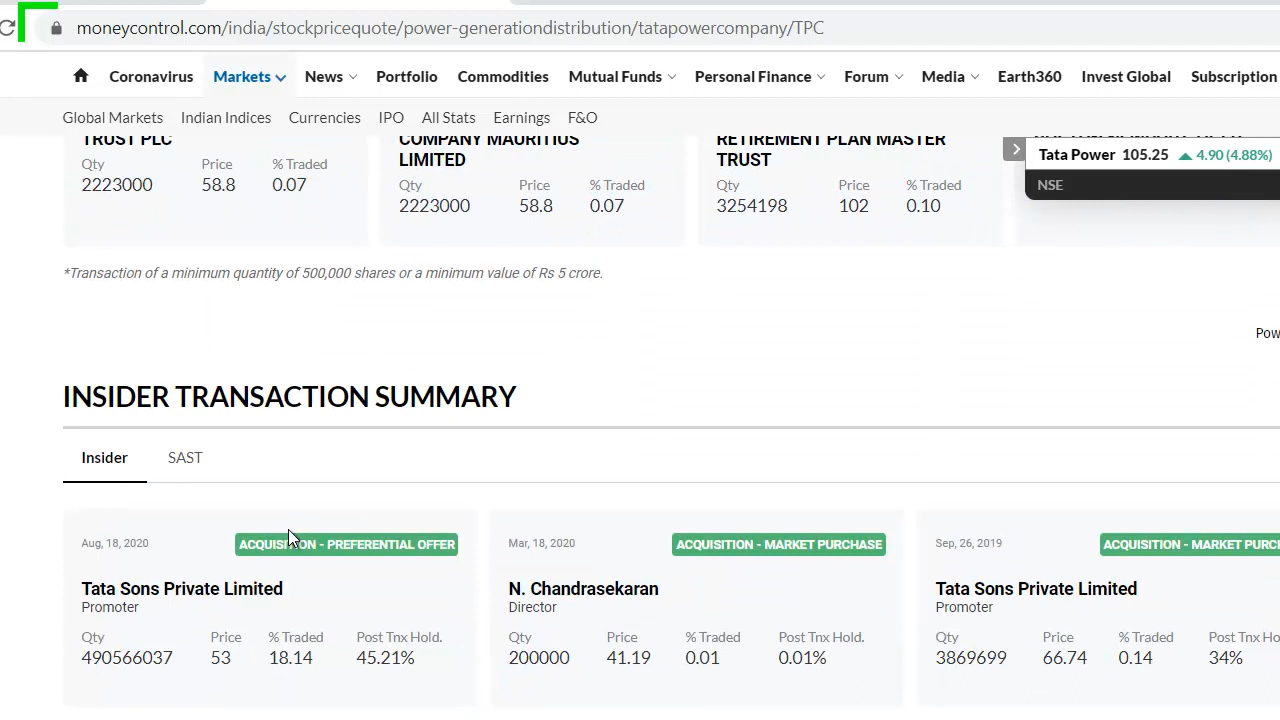 moneycontrol.com/india/stockpricequote/power-generationdistribution/tatapowercompany/TPC
Coronavirus Markets News Portfolio Commodities Mutual Funds Personal Finance Forum Media Earth360 Invest Global Subscription
Global Markets Indian Indices Currencies IPO All Stats Earnings F&O
TRUST PLC
Qty Price % Traded
2223000 58.8 0.07
COMPANY MAURITIUS
LIMITED
Qty Price % Traded
2223000 58.8 0.07
RETIREMENT PLAN MASTER
TRUST
Qty Price % Traded
3254198 102 0.10
Tata Power 105.25 4.90 (4.88%)
NSE
*Transaction of a minimum quantity of 500,000 shares or a minimum value of Rs 5 crore.
Pow
INSIDER TRANSACTION SUMMARY
Insider SAST
Aug, 18, 2020 ACQUISITION - PREFERENTIAL OFFER
Tata Sons Private Limited
Promoter
Qty Price % Traded Post Tnx Hold.
490566037 53 18.14 45.21%
Mar, 18, 2020 ACQUISITION - MARKET PURCHASE
N. Chandrasekaran
Director
Qty Price % Traded Post Tnx Hold.
200000 41.19 0.01 0.01%
Sep, 26, 2019 ACQUISITION - MARKET PURC
Tata Sons Private Limited
Promoter
Qty Price % Traded Post Tnx Ho
3869699 66.74 0.14 34%